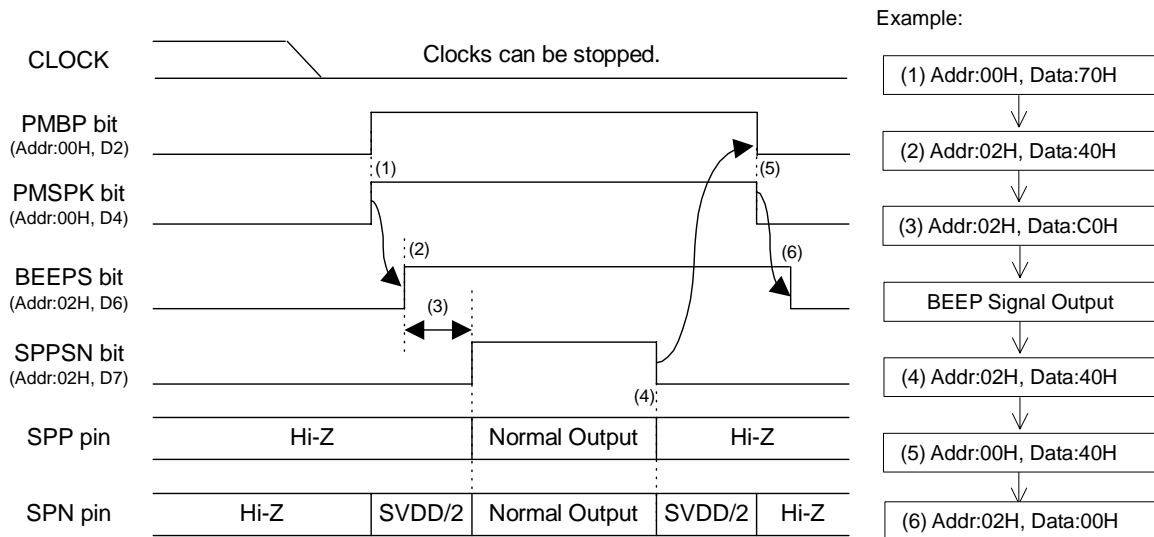 Example:
CLOCK
Clocks can be stopped.
PMBP bit
(Addr:00H, D2)
(1)
(5)
PMSPK bit
(Addr:00H, D4)
(2)
(6)
BEEPS bit
(Addr:02H, D6)
(3)
SPPSN bit
(Addr:02H, D7)
(4)
SPP pin
Hi-Z
Normal Output
Hi-Z
SPN pin
Hi-Z
SVDD/2
Normal Output
SVDD/2
Hi-Z
(1) Addr:00H, Data:70H
(2) Addr:02H, Data:40H
(3) Addr:02H, Data:C0H
BEEP Signal Output
(4) Addr:02H, Data:40H
(5) Addr:00H, Data:40H
(6) Addr:02H, Data:00H